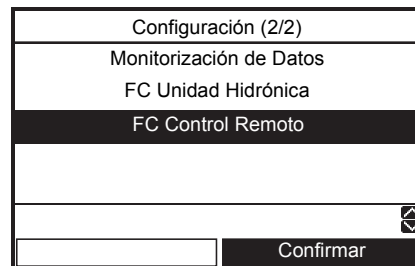 Configuración (2/2)
Monitorización de Datos
FC Unidad Hidrónica
FC Control Remoto
Confirmar